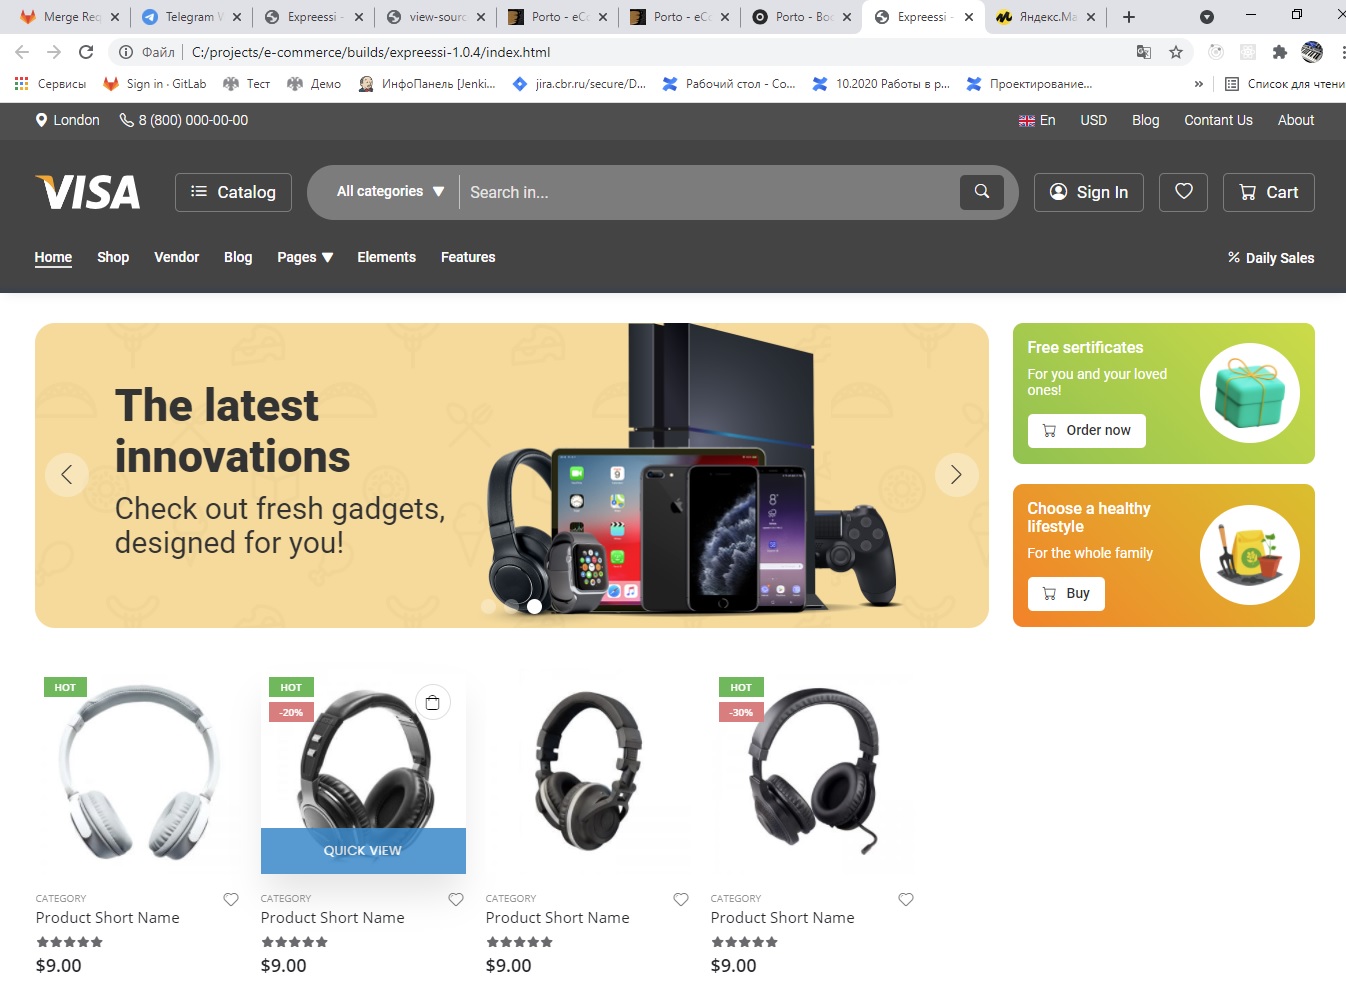 Merge Req
Telegram W
Expreessi -
view-sourc
Porto - eCo
Porto - eCo
Porto - Boo
Expreessi -
Яндекс.Ма
Файл
C:/projects/e-commerce/builds/expreessi-1.0.4/index.html
Сервисы
Sign in · GitLab
Тест
Демо
ИнфоПанель [Jenki...
jira.cbr.ru/secure/D...
Рабочий стол - Co...
10.2020 Работы в р...
Проектирование...
»
Список для чтени
London
8 (800) 000-00-00
En
USD
Blog
Contant Us
About
VISA
Catalog
All categories
Search in...
Sign In
Cart
Home
Shop
Vendor
Blog
Pages
Elements
Features
% Daily Sales
The latest
innovations
Check out fresh gadgets,
designed for you!
Free sertificates
For you and your loved
ones!
Order now
Choose a healthy
lifestyle
For the whole family
Buy
HOT
HOT
-20%
HOT
-30%
QUICK VIEW
CATEGORY
Product Short Name
$9.00
CATEGORY
Product Short Name
$9.00
CATEGORY
Product Short Name
$9.00
CATEGORY
Product Short Name
$9.00